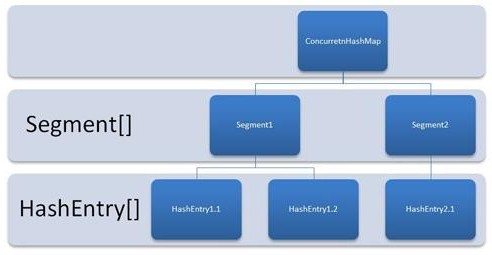 ConcurretnHashMap
Segment[]
Segment1
Segment2
HashEntry[]
HashEntry1.1
HashEntry1.2
HashEntry2.1